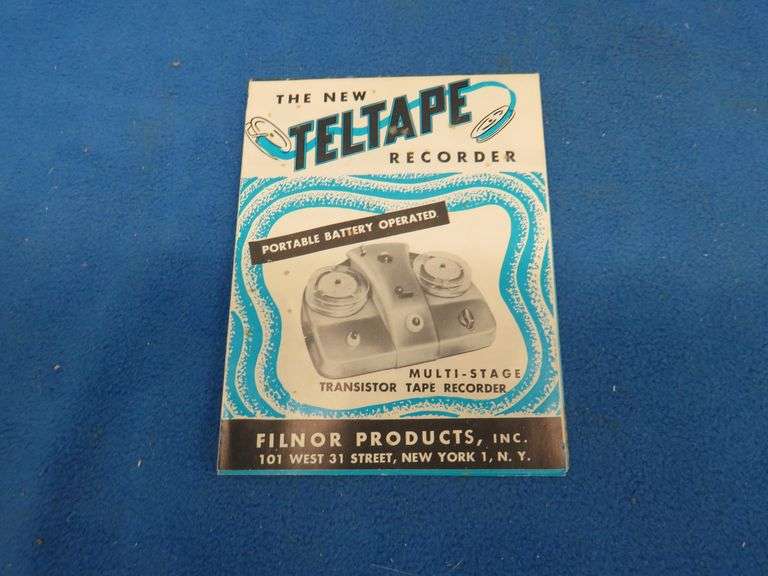 THE NEW
TELTAPE
RECORDER
PORTABLE BATTERY OPERATED
MULTI-STAGE
TRANSISTOR TAPE RECORDER
FILNOR PRODUCTS, INC.
101 WEST 31 STREET, NEW YORK 1, N. Y.